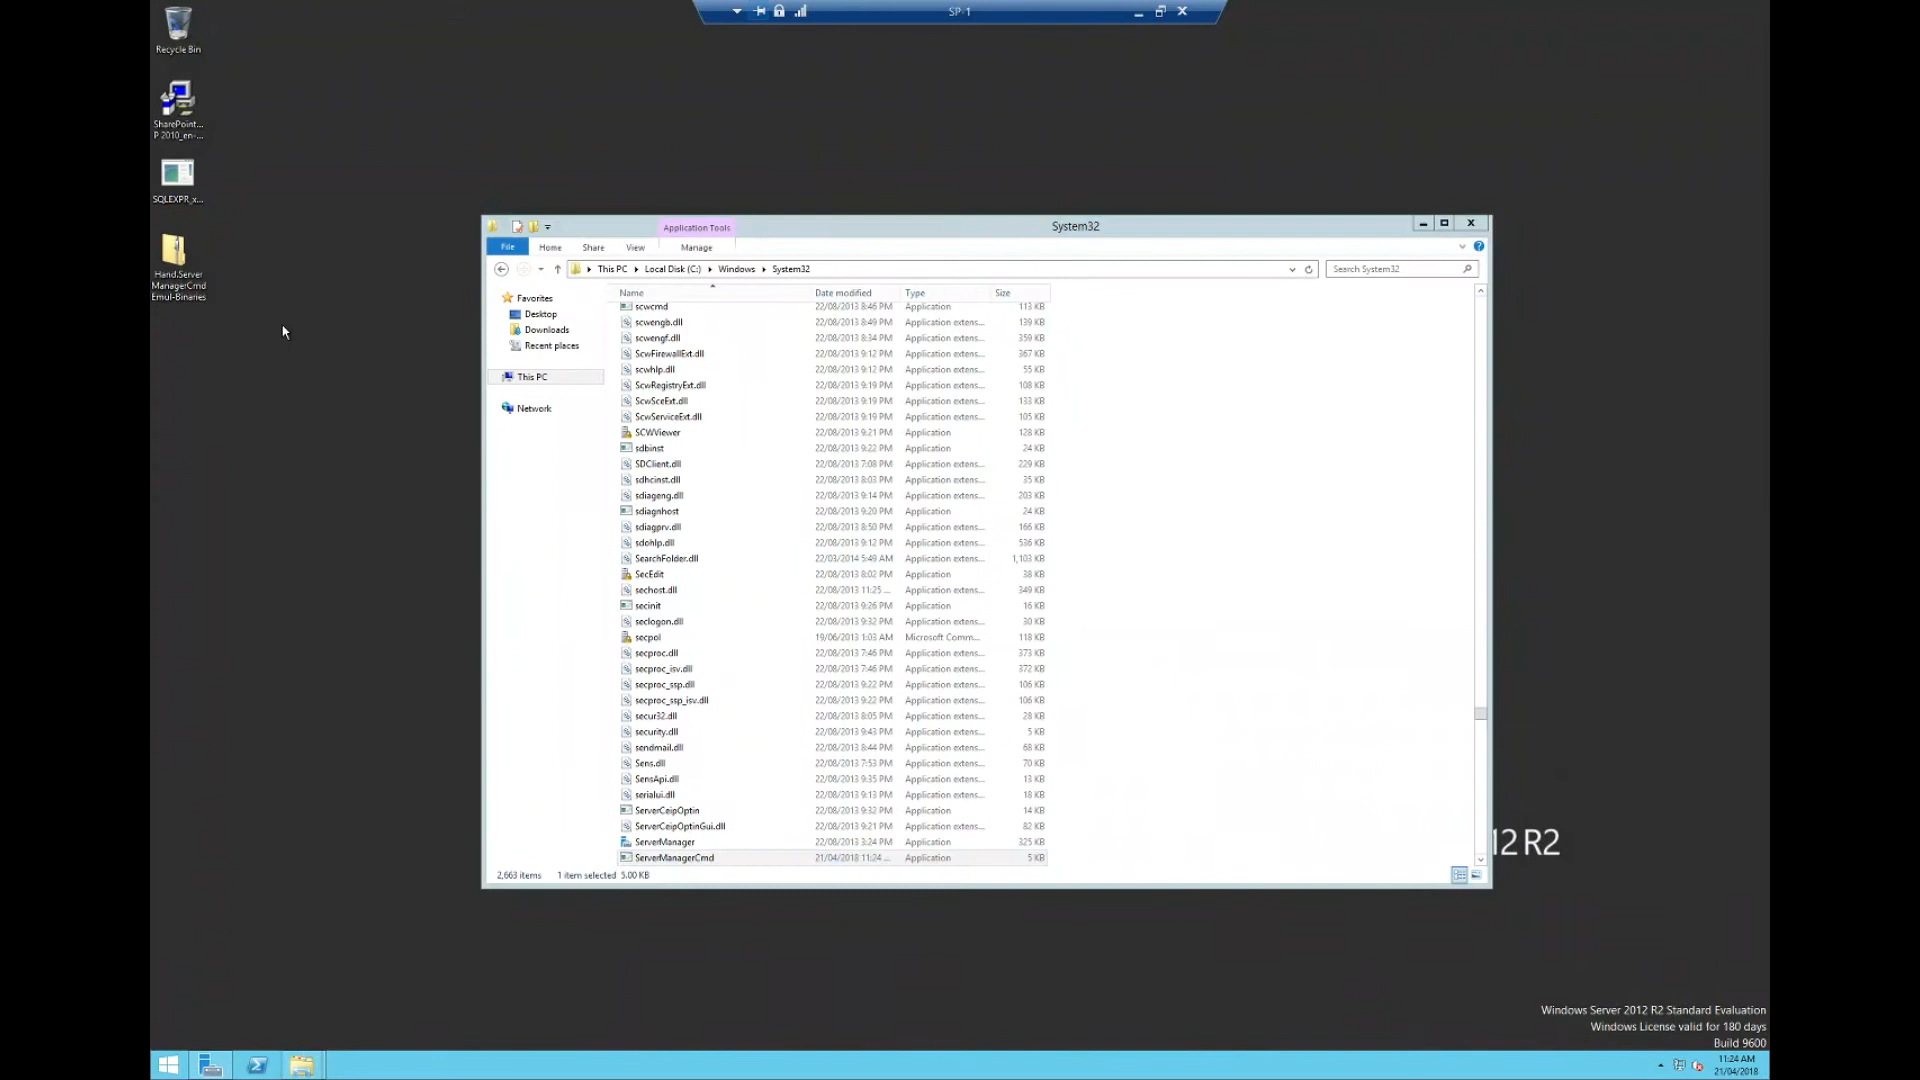 SP-1
Recycle Bin
SharePoint...
P 2010_en-...
SQLEXPR_x...
Hand.Server
ManagerCmd
Emul-Binaries
Application Tools
System32
File Home Share View Manage
This PC Local Disk (C:) Windows System32
Search System32
Favorites
Desktop
Downloads
Recent places
This PC
Network
Name Date modified Type Size
scwcmd 22/08/2013 8:46 PM Application 113 KB
scwengb.dll 22/08/2013 8:49 PM Application extens... 139 KB
scwengf.dll 22/08/2013 8:34 PM Application extens... 359 KB
ScwFirewallExt.dll 22/08/2013 9:12 PM Application extens... 367 KB
scwhlp.dll 22/08/2013 9:12 PM Application extens... 55 KB
ScwRegistryExt.dll 22/08/2013 9:19 PM Application extens... 108 KB
ScwSceExt.dll 22/08/2013 9:19 PM Application extens... 133 KB
ScwServiceExt.dll 22/08/2013 9:19 PM Application extens... 105 KB
SCWViewer 22/08/2013 9:21 PM Application 128 KB
sdbinst 22/08/2013 9:22 PM Application 24 KB
SDClient.dll 22/08/2013 7:08 PM Application extens... 229 KB
sdhcinst.dll 22/08/2013 8:03 PM Application extens... 35 KB
sdiageng.dll 22/08/2013 9:14 PM Application extens... 203 KB
sdiagnhost 22/08/2013 9:20 PM Application 24 KB
sdiagprv.dll 22/08/2013 8:50 PM Application extens... 166 KB
sdohlp.dll 22/08/2013 9:12 PM Application extens... 536 KB
SearchFolder.dll 22/03/2014 5:49 AM Application extens... 1,103 KB
SecEdit 22/08/2013 8:02 PM Application 38 KB
sechost.dll 22/08/2013 11:25 ... Application extens... 349 KB
secinit 22/08/2013 9:26 PM Application 16 KB
seclogon.dll 22/08/2013 9:32 PM Application extens... 30 KB
secpol 19/06/2013 1:03 AM Microsoft Comm... 118 KB
secproc.dll 22/08/2013 7:46 PM Application extens... 373 KB
secproc_isv.dll 22/08/2013 7:46 PM Application extens... 372 KB
secproc_ssp.dll 22/08/2013 9:22 PM Application extens... 106 KB
secproc_ssp_isv.dll 22/08/2013 9:22 PM Application extens... 106 KB
secur32.dll 22/08/2013 8:05 PM Application extens... 28 KB
security.dll 22/08/2013 9:43 PM Application extens... 5 KB
sendmail.dll 22/08/2013 8:44 PM Application extens... 68 KB
Sens.dll 22/08/2013 7:53 PM Application extens... 70 KB
SensApi.dll 22/08/2013 9:35 PM Application extens... 13 KB
serialui.dll 22/08/2013 9:13 PM Application extens... 18 KB
ServerCeipOptin 22/08/2013 9:32 PM Application 14 KB
ServerCeipOptinGui.dll 22/08/2013 9:21 PM Application extens... 82 KB
ServerManager 22/08/2013 3:24 PM Application 325 KB
ServerManagerCmd 21/04/2018 11:24 ... Application 5 KB
2,663 items 1 item selected 5.00 KB
12 R2
Windows Server 2012 R2 Standard Evaluation
Windows License valid for 180 days
Build 9600
11:24 AM
21/04/2018